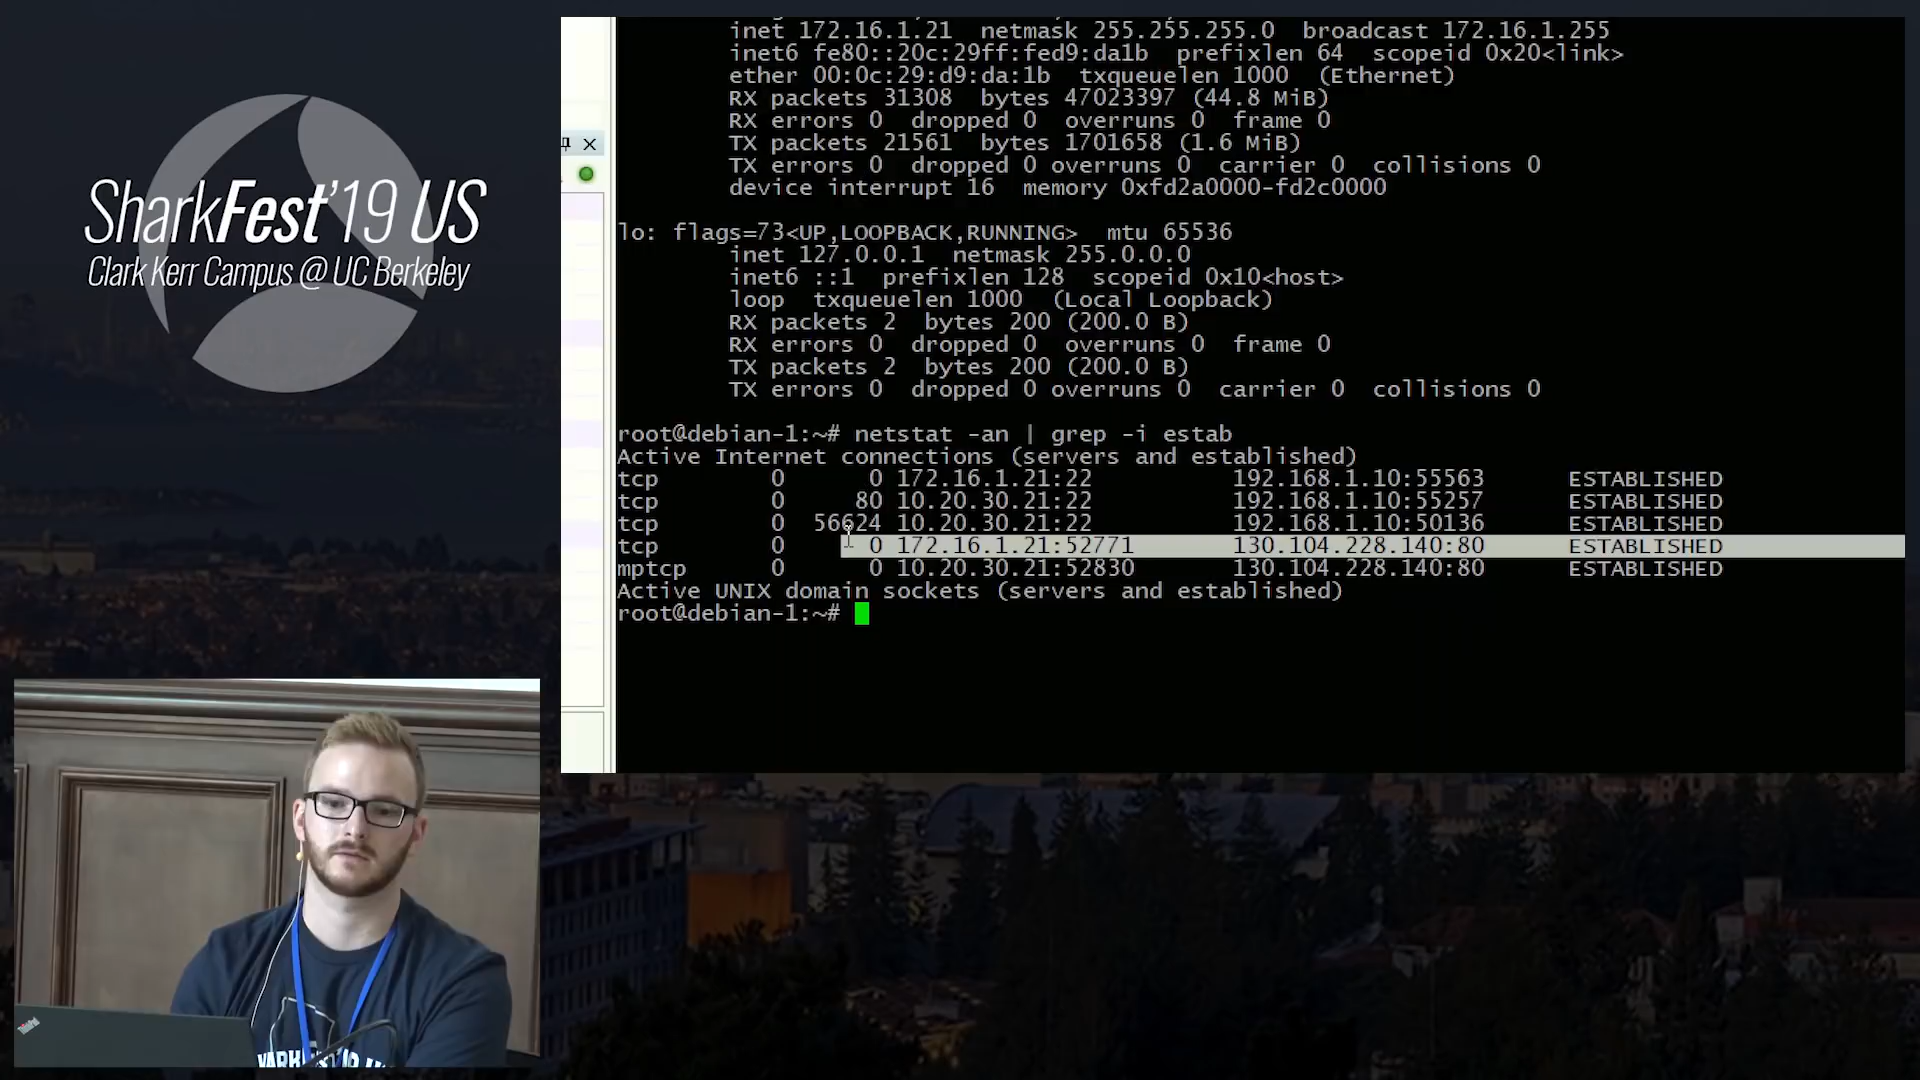 SharkFest'19 US
Clark Kerr Campus @ UC Berkeley
inet 172.16.1.21 netmask 255.255.255.0 broadcast 172.16.1.255
inet6 fe80::20c:29ff:fed9:da1b prefixlen 64 scopeid 0x20<link>
ether 00:0c:29:d9:da:1b txqueuelen 1000 (Ethernet)
RX packets 31308 bytes 47023397 (44.8 MiB)
RX errors 0 dropped 0 overruns 0 frame 0
TX packets 21561 bytes 1701658 (1.6 MiB)
TX errors 0 dropped 0 overruns 0 carrier 0 collisions 0
device interrupt 16 memory 0xfd2a0000-fd2c0000
lo: flags=73<UP,LOOPBACK,RUNNING> mtu 65536
inet 127.0.0.1 netmask 255.0.0.0
inet6 ::1 prefixlen 128 scopeid 0x10<host>
loop txqueuelen 1000 (Local Loopback)
RX packets 2 bytes 200 (200.0 B)
RX errors 0 dropped 0 overruns 0 frame 0
TX packets 2 bytes 200 (200.0 B)
TX errors 0 dropped 0 overruns 0 carrier 0 collisions 0
root@debian-1:~# netstat -an | grep -i estab
Active Internet connections (servers and established)
tcp 0 0 172.16.1.21:22 192.168.1.10:55563 ESTABLISHED
tcp 0 80 10.20.30.21:22 192.168.1.10:55257 ESTABLISHED
tcp 0 56624 10.20.30.21:22 192.168.1.10:50136 ESTABLISHED
tcp 0 0 172.16.1.21:52771 130.104.228.140:80 ESTABLISHED
mptcp 0 0 10.20.30.21:52830 130.104.228.140:80 ESTABLISHED
Active UNIX domain sockets (servers and established)
root@debian-1:~#
ThinkPad